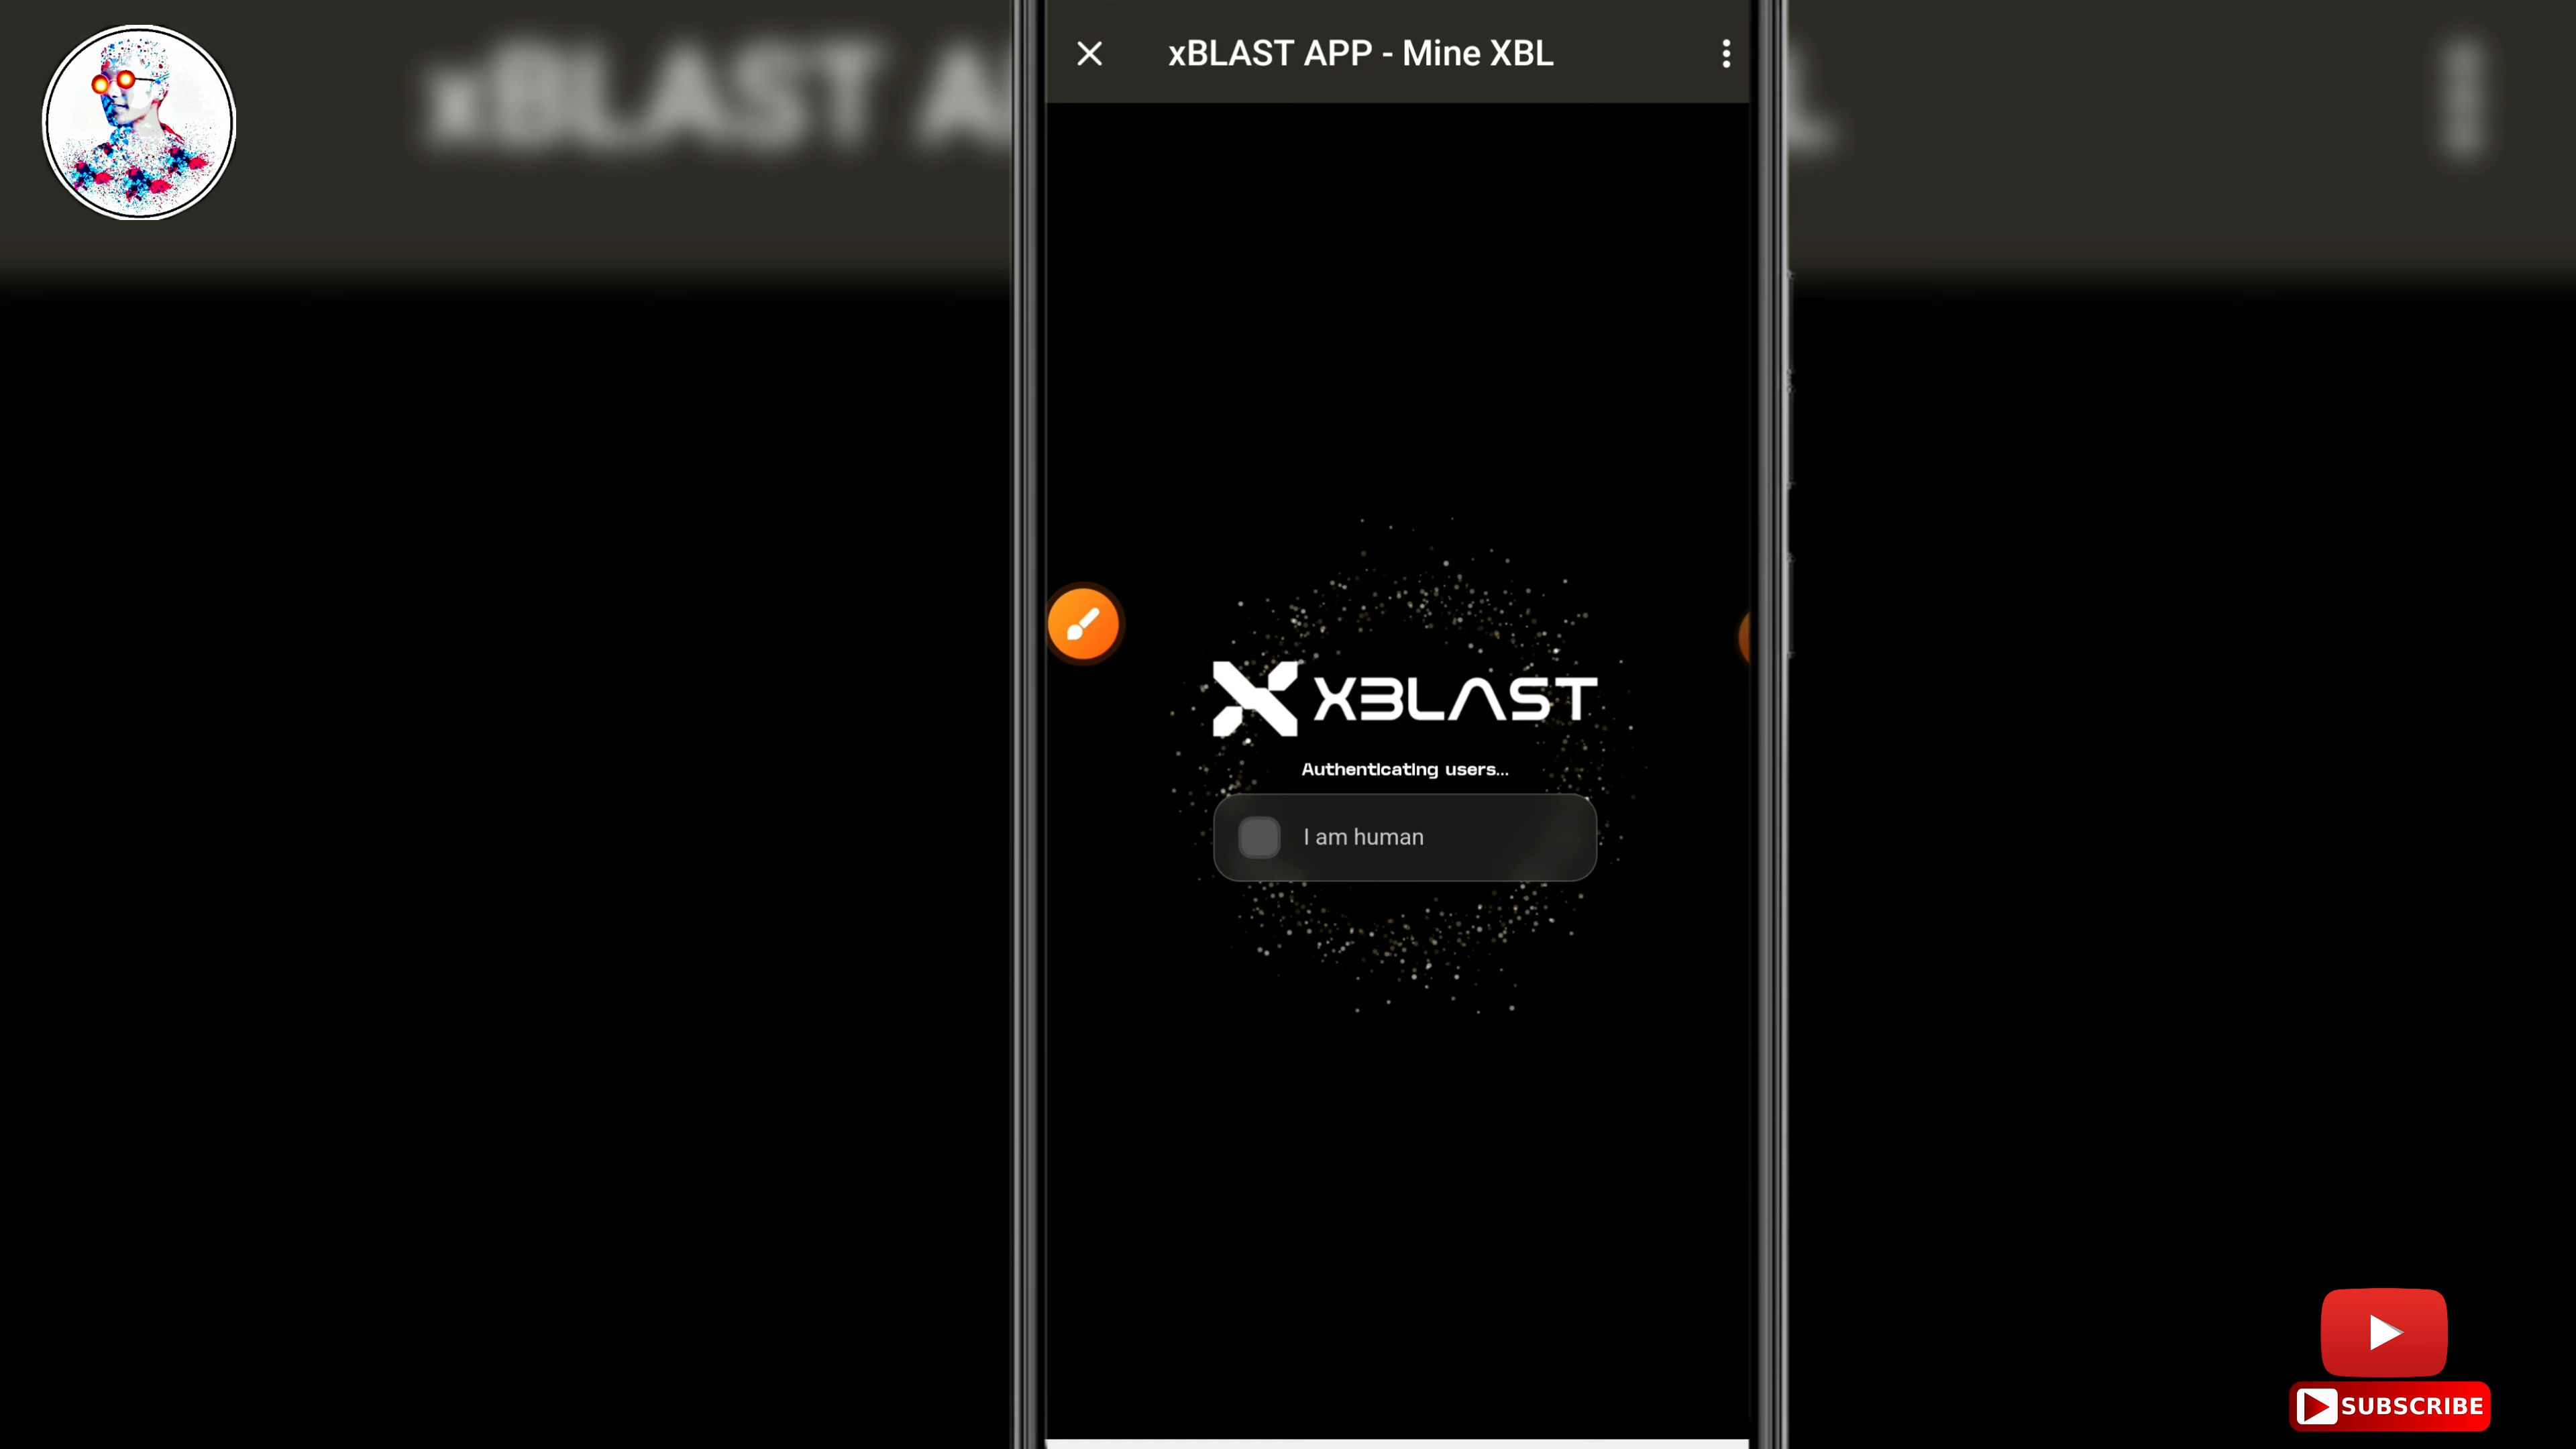 xBLAST APP - Mine XBL
XBLAST
Authenticating users...
I am human
SUBSCRIBE